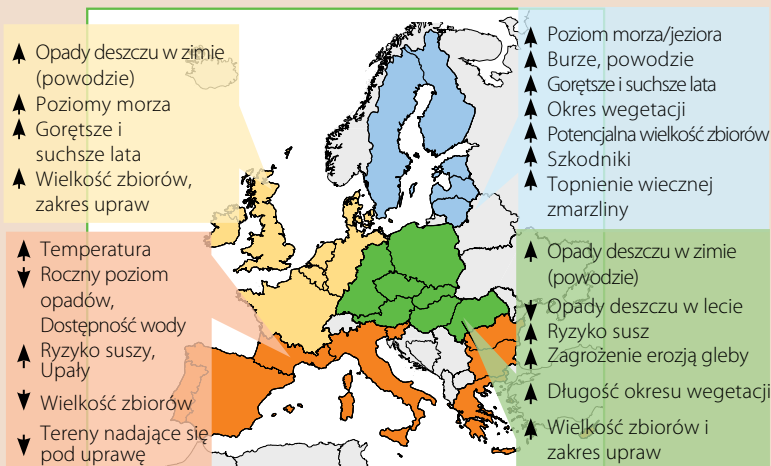 Opady deszczu w zimie
(powodzie)
Poziomy morza
Gorętsze i
suchsze lata
Wielkość zbiorów,
zakres upraw
Poziom morza/jeziora
Burze, powodzie
Gorętsze i suchsze lata
Okres wegetacji
Potencjalna wielkość zbiorów
Szkodniki
Topnienie wiecznej
zmarzliny
Temperatura
Roczny poziom
opadów,
Dostępność wody
Ryzyko suszy,
Upały
Wielkość zbiorów
Tereny nadające się
pod uprawę
Opady deszczu w zimie
(powodzie)
Opady deszczu w lecie
Ryzyko susz
Zagrożenie erozją gleby
Długość okresu wegetacji
Wielkość zbiorów i
zakres upraw